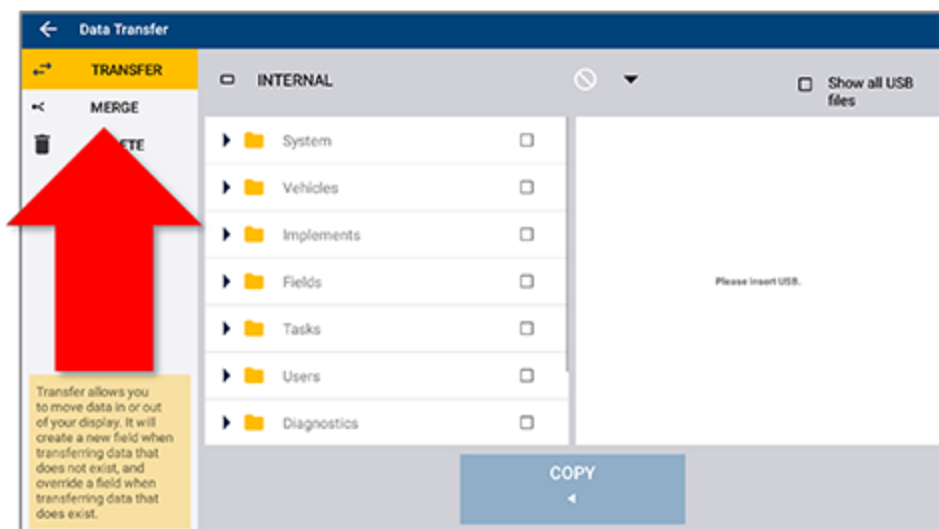 Data Transfer
TRANSFER
MERGE
INTERNAL
Show all USB
files
System
Vehicles
Implements
Fields
Tasks
Users
Diagnostics
Please insert USB.
Transfer allows you
to move data in or out
of your display. It will
create a new field when
transferring data that
does not exist, and
override a field when
transferring data that
does exist.
COPY